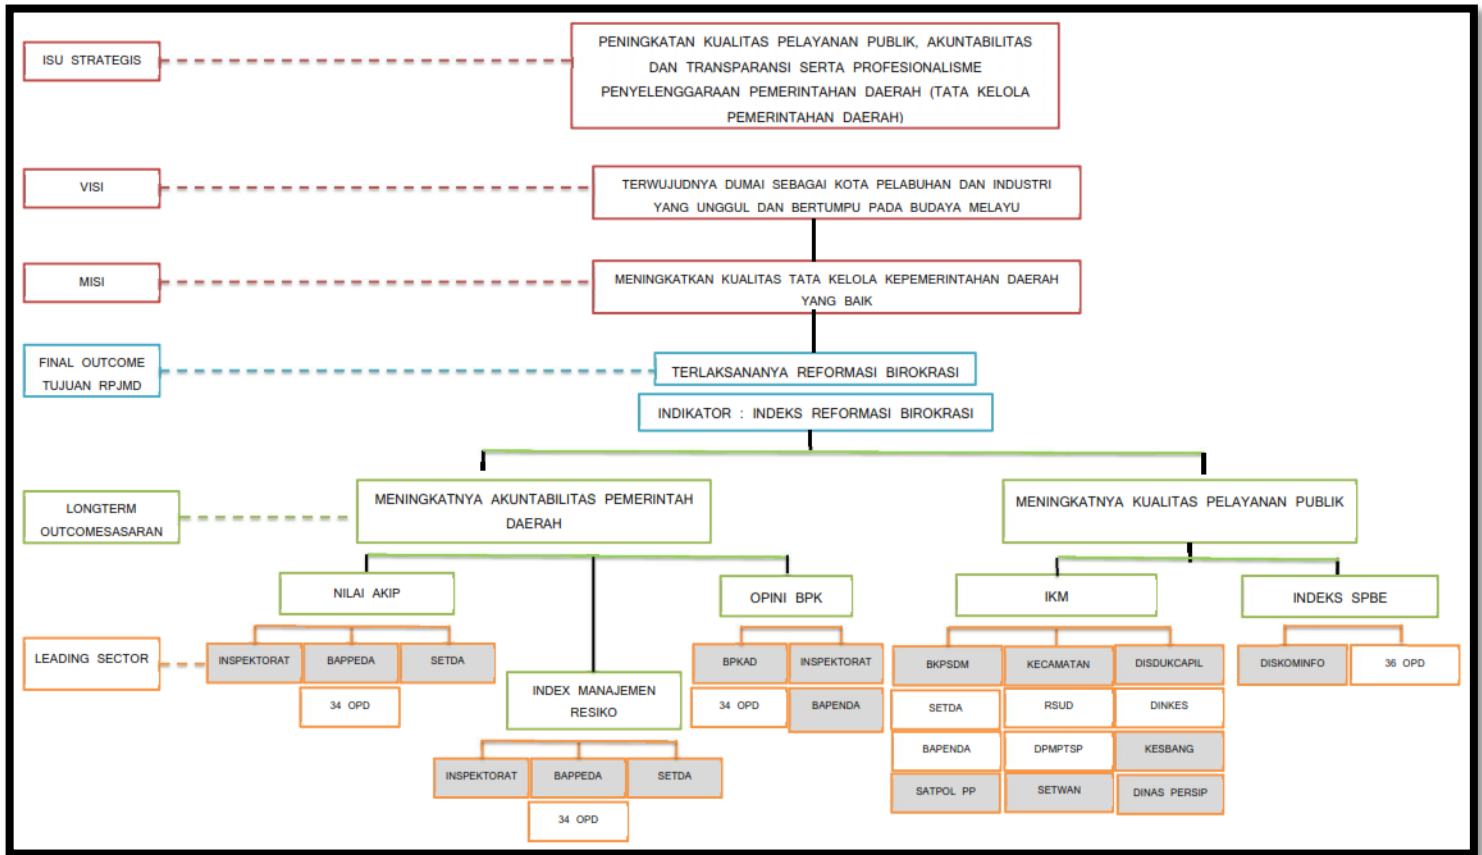 ISU STRATEGIS
PENINGKATAN KUALITAS PELAYANAN PUBLIK, AKUNTABILITAS
DAN TRANSPARANSI SERTA PROFESIONALISME
PENYELENGGARAAN PEMERINTAHAN DAERAH (TATA KELOLA
PEMERINTAHAN DAERAH)
VISI
TERWUJUDNYA DUMAI SEBAGAI KOTA PELABUHAN DAN INDUSTRI
YANG UNGGUL DAN BERTUMPU PADA BUDAYA MELAYU
MISI
MENINGKATKAN KUALITAS TATA KELOLA KEPEMERINTAHAN DAERAH
YANG BAIK
FINAL OUTCOME
TUJUAN RPJMD
TERLAKSANANYA REFORMASI BIROKRASI
INDIKATOR : INDEKS REFORMASI BIROKRASI
LONGTERM
OUTCOMESASARAN
MENINGKATNYA AKUNTABILITAS PEMERINTAH
DAERAH
MENINGKATNYA KUALITAS PELAYANAN PUBLIK
NILAI AKIP
OPINI BPK
IKM
INDEKS SPBE
LEADING SECTOR
INSPEKTORAT
BAPPEDA
SETDA
34 OPD
INDEX MANAJEMEN
RESIKO
INSPEKTORAT
BAPPEDA
SETDA
34 OPD
BPKAD
INSPEKTORAT
34 OPD
BAPENDA
BKPSDM
KECAMATAN
DISDUKCAPIL
SETDA
RSUD
DINKES
BAPENDA
DPMPTSP
KESBANG
SATPOL PP
SETWAN
DINAS PERSIP
DISKOMINFO
36 OPD